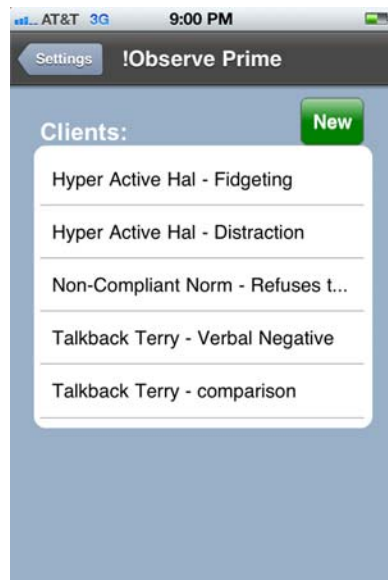 AT&T 3G 9:00 PM
Settings !Observe Prime
Clients: New
Hyper Active Hal - Fidgeting
Hyper Active Hal - Distraction
Non-Compliant Norm - Refuses t...
Talkback Terry - Verbal Negative
Talkback Terry - comparison